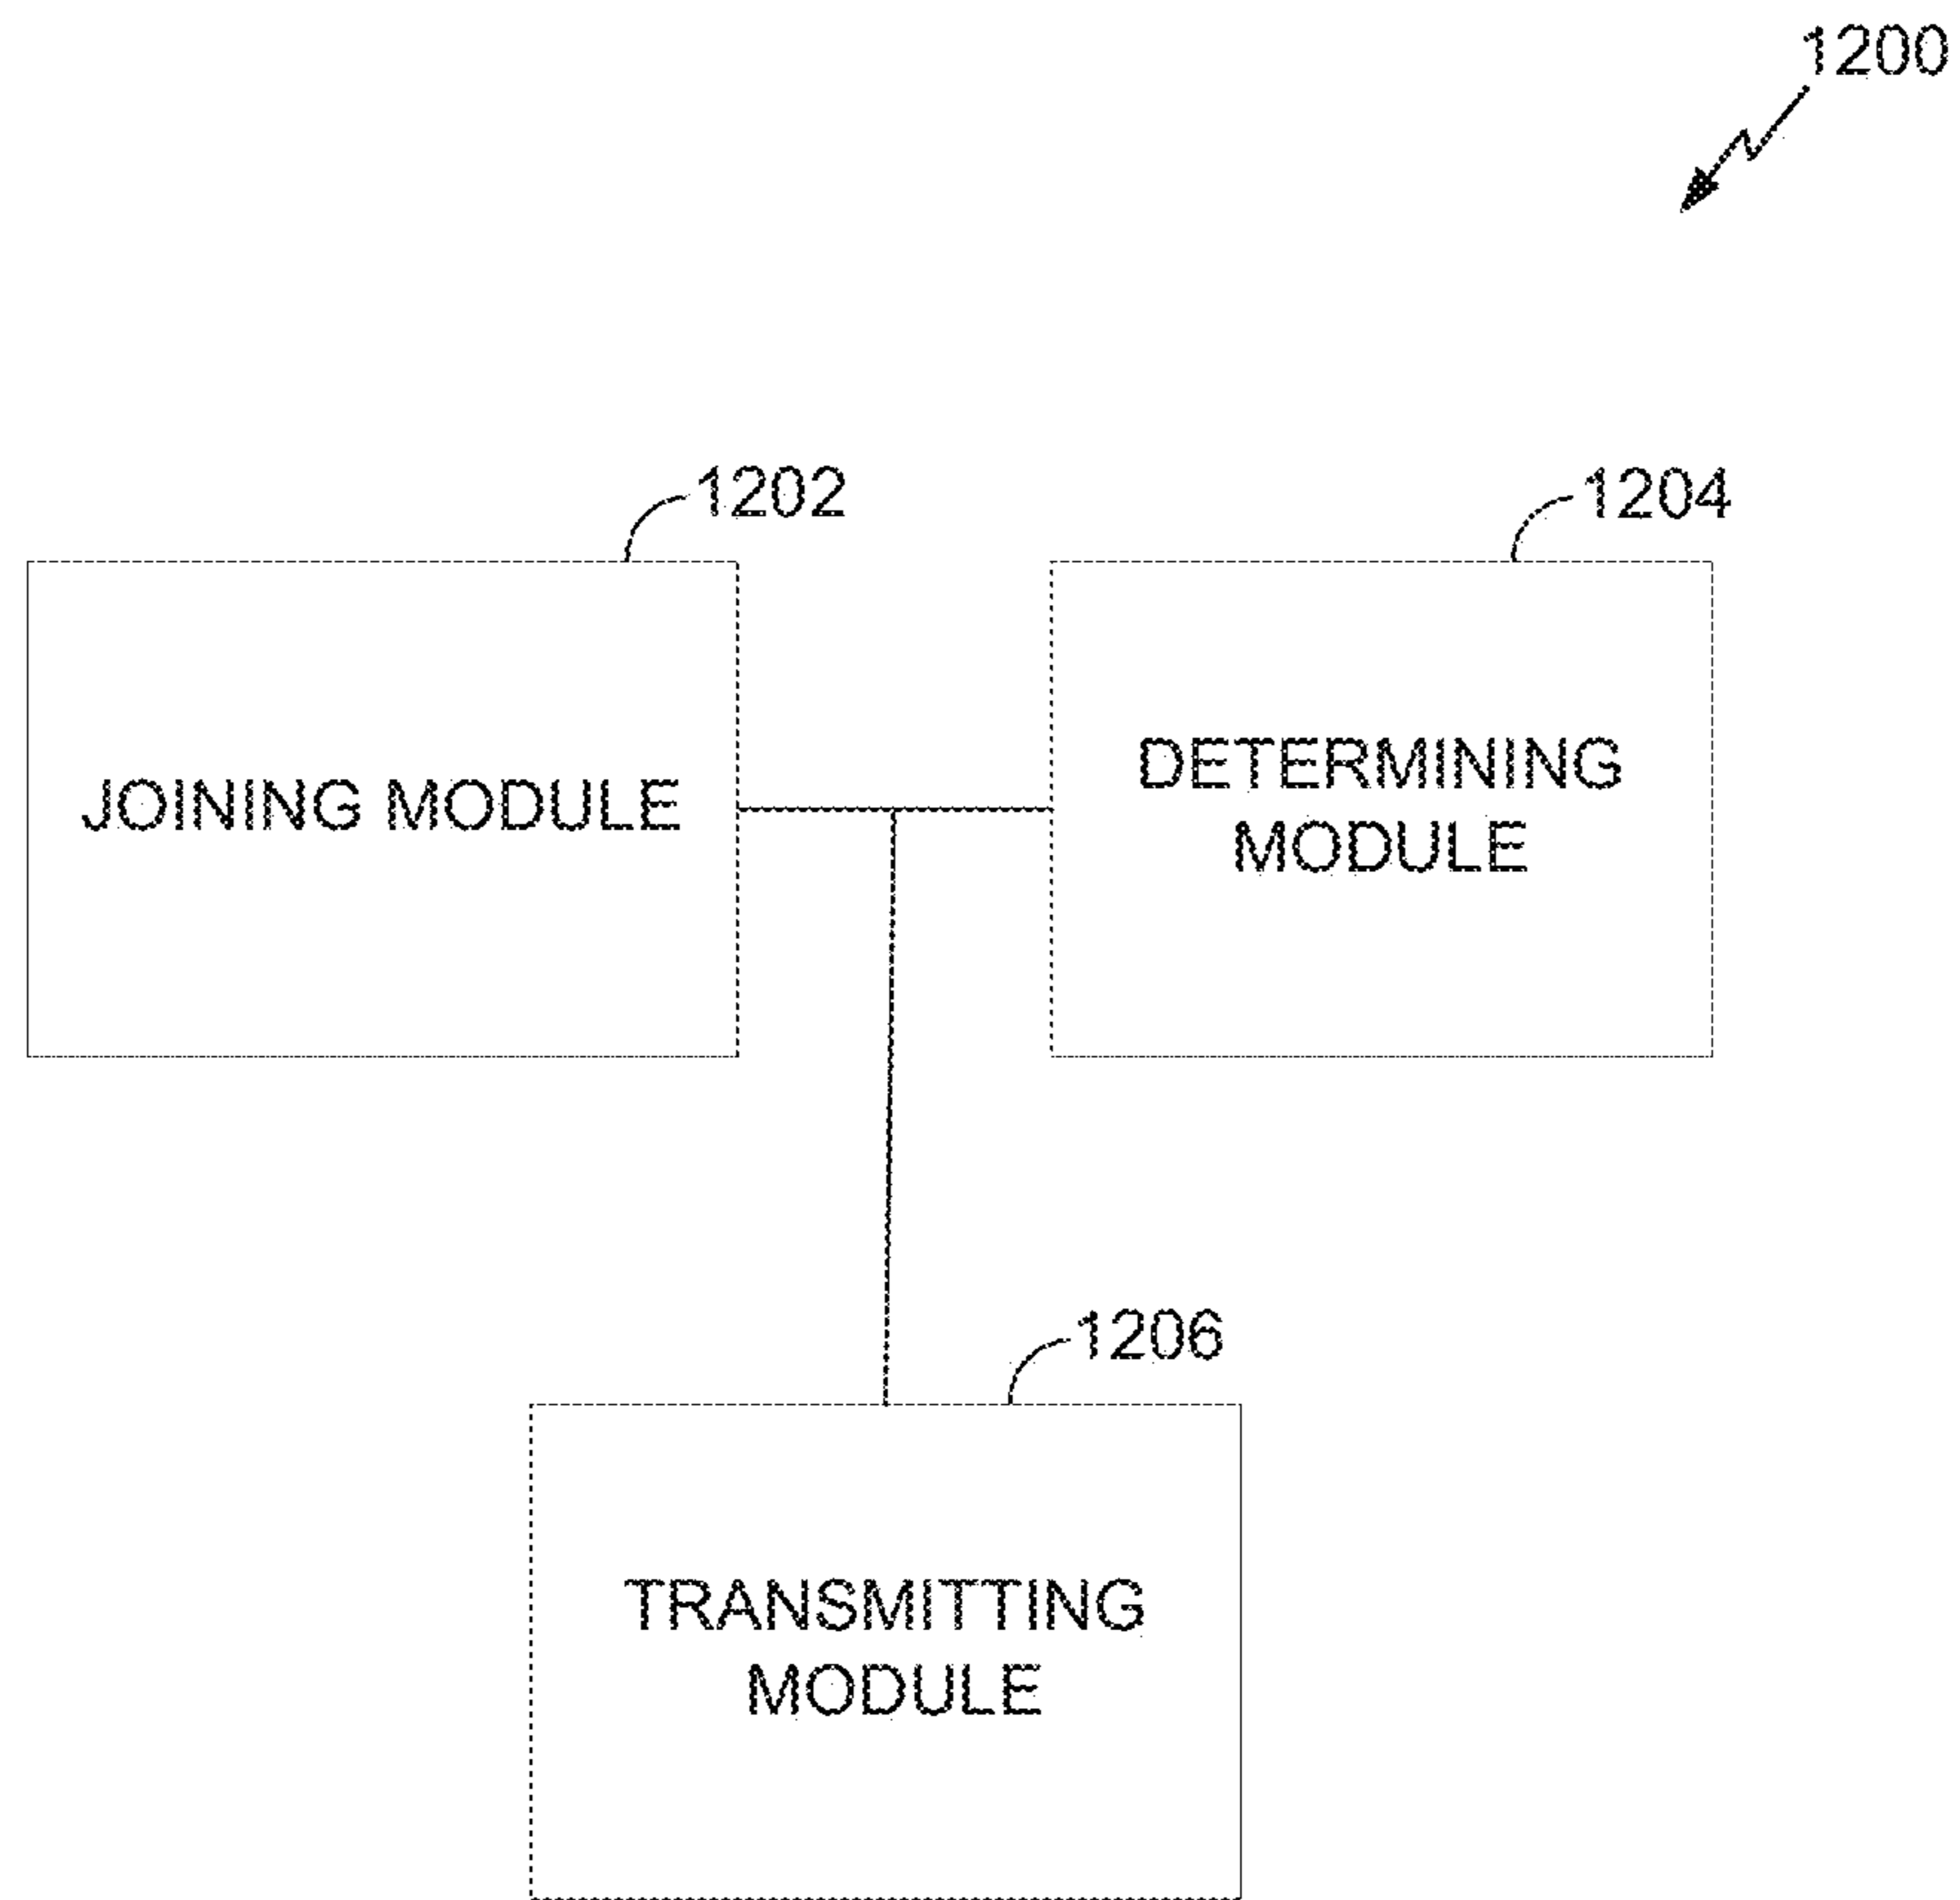 1200
1202
1204
JOINING MODULE
DETERMINING
MODULE
1206
TRANSMITTING
MODULE